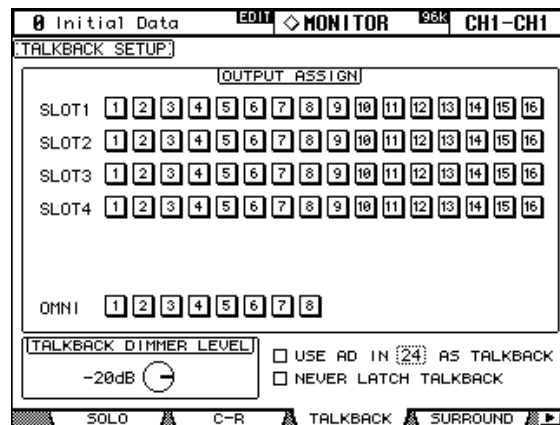 0 Initial Data EDIT ◇MONITOR 96k CH1-CH1
TALKBACK SETUP
OUTPUT ASSIGN
SLOT1 1 2 3 4 5 6 7 8 9 10 11 12 13 14 15 16
SLOT2 1 2 3 4 5 6 7 8 9 10 11 12 13 14 15 16
SLOT3 1 2 3 4 5 6 7 8 9 10 11 12 13 14 15 16
SLOT4 1 2 3 4 5 6 7 8 9 10 11 12 13 14 15 16
OMNI 1 2 3 4 5 6 7 8
TALKBACK DIMMER LEVEL
-20dB
USE AD IN 24 AS TALKBACK
NEVER LATCH TALKBACK
SOLO C-R TALKBACK SURROUND